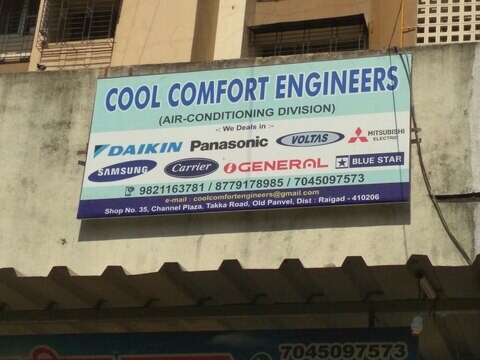 COOL COMFORT ENGINEERS
(AIR-CONDITIONING DIVISION)
-: We Deals in :-
DAIKIN Panasonic VOLTAS MITSUBISHI ELECTRIC
SAMSUNG Carrier GENERAL BLUE STAR
9821163781 / 8779178985 / 7045097573
e-mail : coolcomfortengineers@gmail.com
Shop No. 35, Channel Plaza, Takka Road, Old Panvel, Dist : Raigad - 410206
7045097573